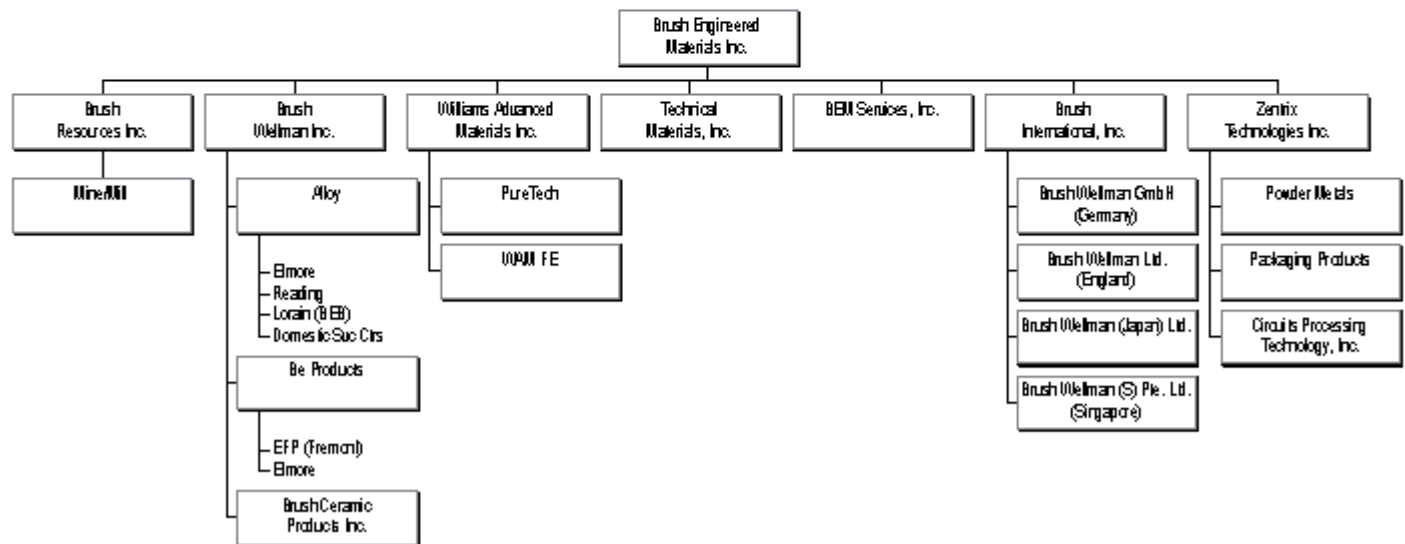 Brush Engineered
Materials Inc.
Brush
Resources Inc.
Brush
Wellman Inc.
Williams Advanced
Materials Inc.
Technical
Materials, Inc.
BEM Services, Inc.
Brush
International, Inc.
Zentrix
Technologies Inc.
Mine/Mill
Alloy
Elmore
Reading
Lorain (BEB)
Domestic Svc Ctrs
Be Products
EFP (Fremont)
Elmore
Brush Ceramic
Products Inc.
PureTech
WAM FE
Brush Wellman GmbH
(Germany)
Brush Wellman Ltd.
(England)
Brush Wellman (Japan) Ltd.
Brush Wellman (S) Pte. Ltd.
(Singapore)
Powder Metals
Packaging Products
Circuits Processing
Technology, Inc.